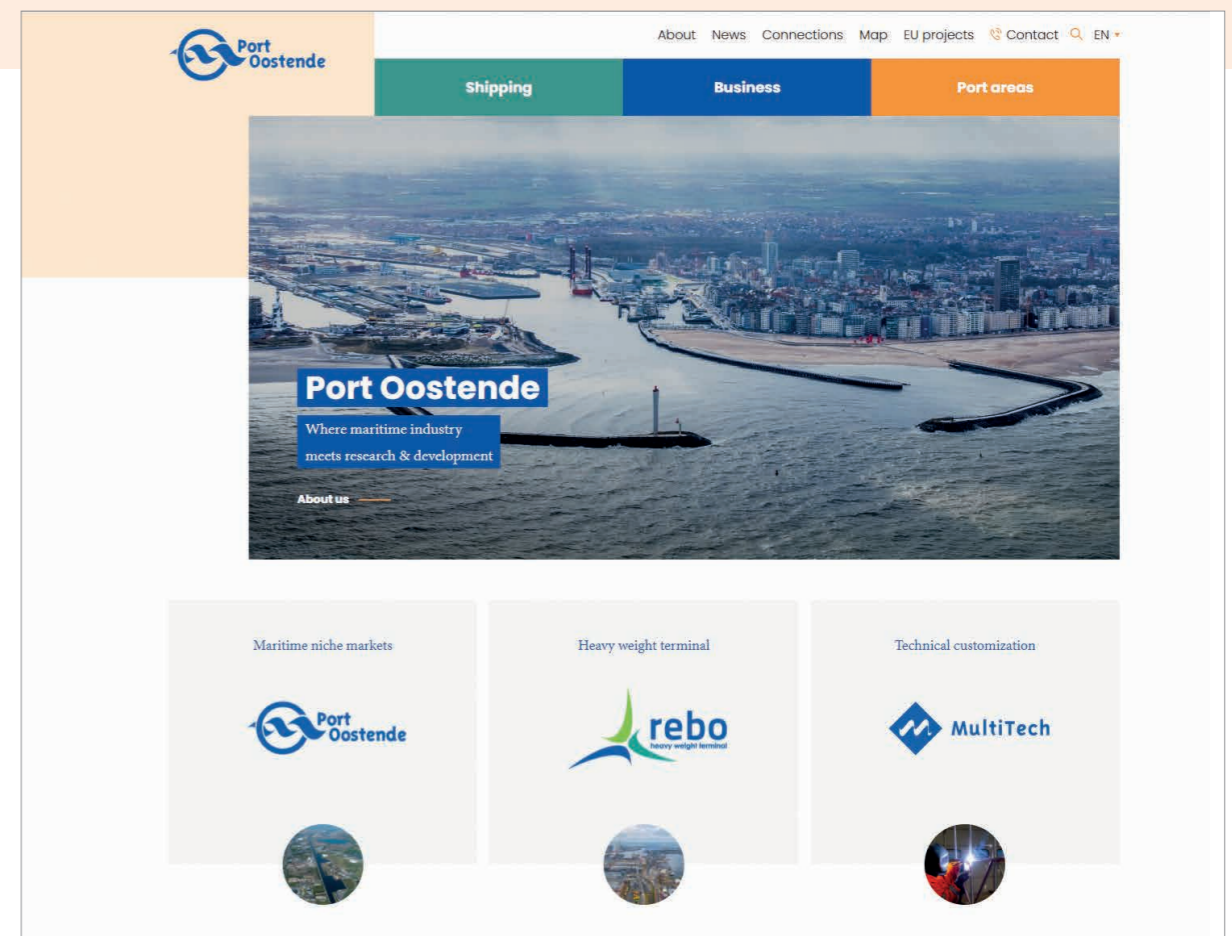 Port
Oostende
About News Connections Map EU projects Contact EN
Shipping Business Port areas
Port Oostende
Where maritime industry
meets research & development
About us
Maritime niche markets
Port
Oostende
Heavy weight terminal
rebo
heavy weight terminal
Technical customization
MultiTech